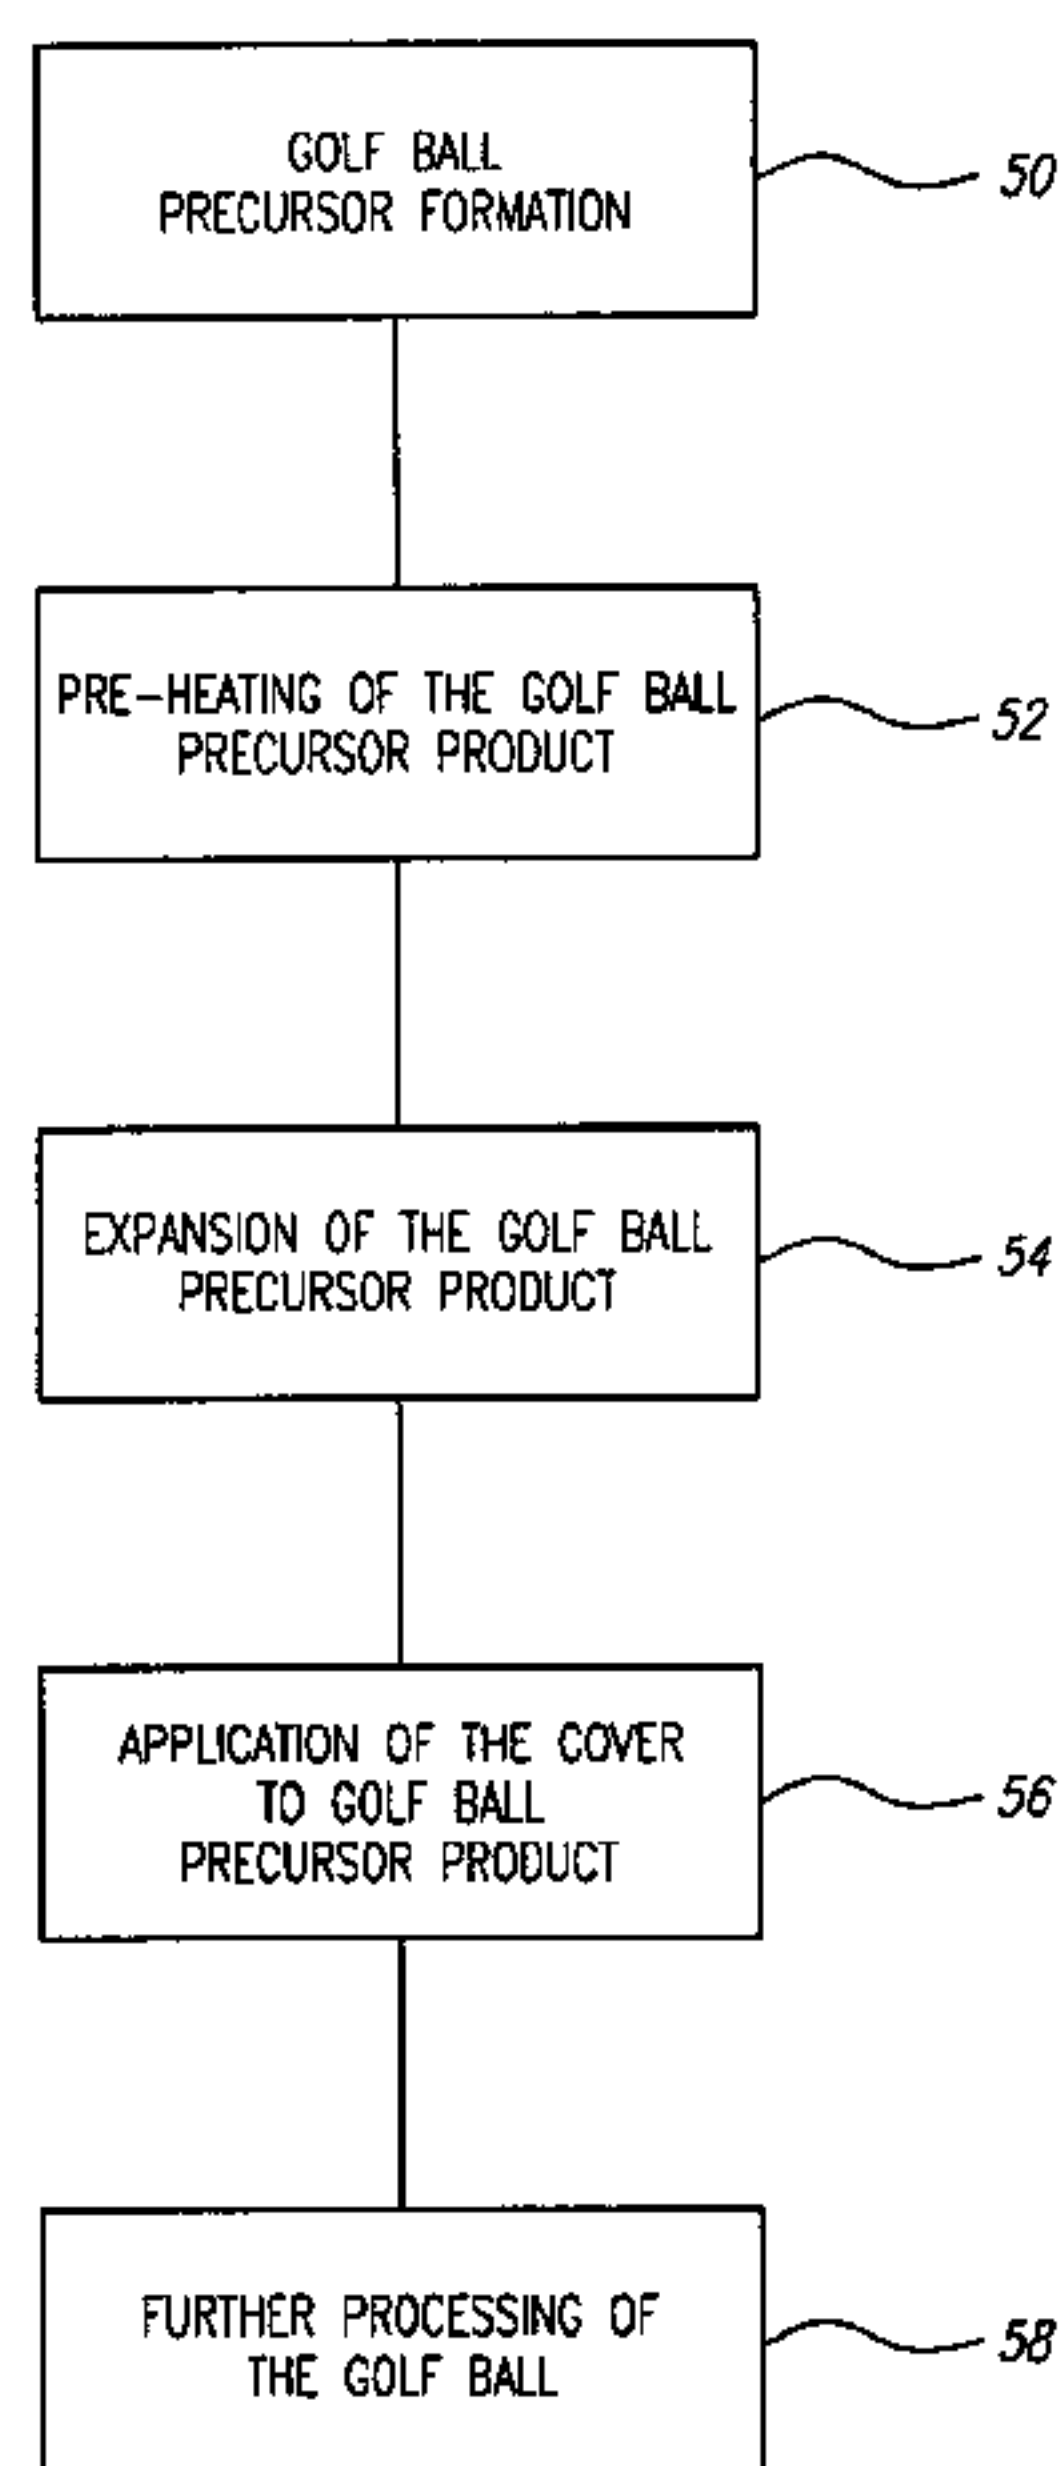 GOLF BALL
PRECURSOR FORMATION
50
PRE-HEATING OF THE GOLF BALL
PRECURSOR PRODUCT
52
EXPANSION OF THE GOLF BALL
PRECURSOR PRODUCT
54
APPLICATION OF THE COVER
TO GOLF BALL
PRECURSOR PRODUCT
56
FURTHER PROCESSING OF
THE GOLF BALL
58